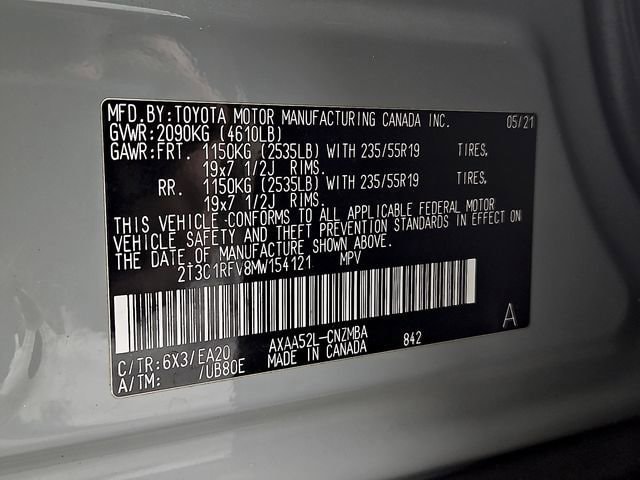 MFD.BY:TOYOTA MOTOR MANUFACTURING CANADA INC. 05/21
GVWR:2090KG (4610LB)
GAWR:FRT. 1150KG (2535LB) WITH 235/55R19 TIRES,
19x7 1/2J RIMS.
RR. 1150KG (2535LB) WITH 235/55R19 TIRES,
19x7 1/2J RIMS.
THIS VEHICLE CONFORMS TO ALL APPLICABLE FEDERAL MOTOR
VEHICLE SAFETY AND THEFT PREVENTION STANDARDS IN EFFECT ON
THE DATE OF MANUFACTURE SHOWN ABOVE.
2T3C1RFV8MW154121 MPV
A
C/TR:6X3/EA20 AXAA52L-CNZMBA 842
A/TM: /UB80E MADE IN CANADA